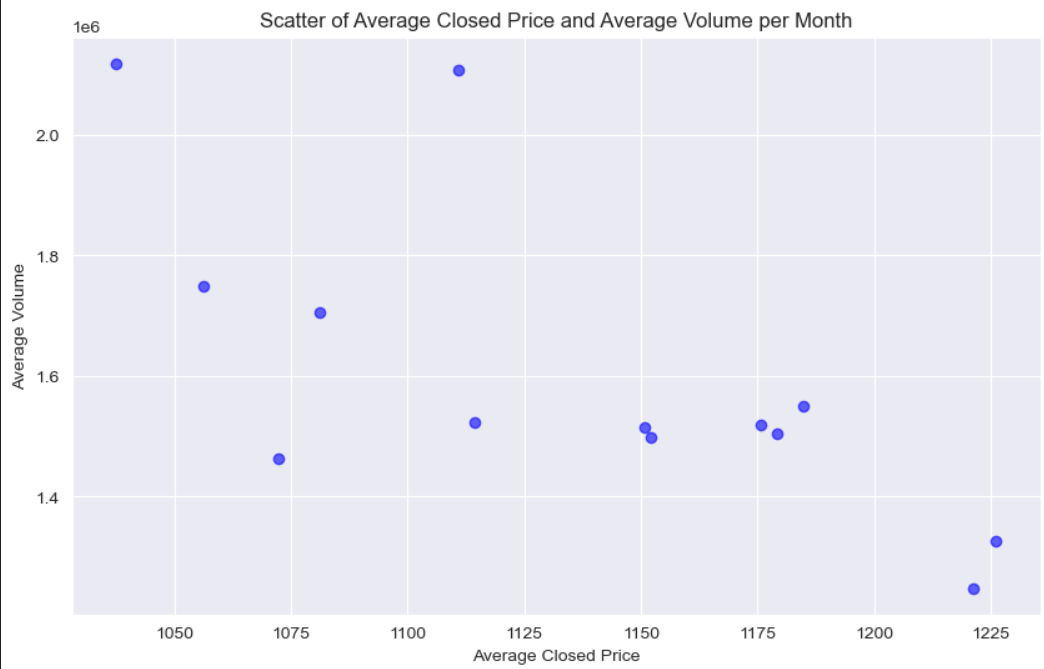 Scatter of Average Closed Price and Average Volume per Month
1e6
2.0
1.8
1.6
1.4
Average Volume
1050 1075 1100 1125 1150 1175 1200 1225
Average Closed Price